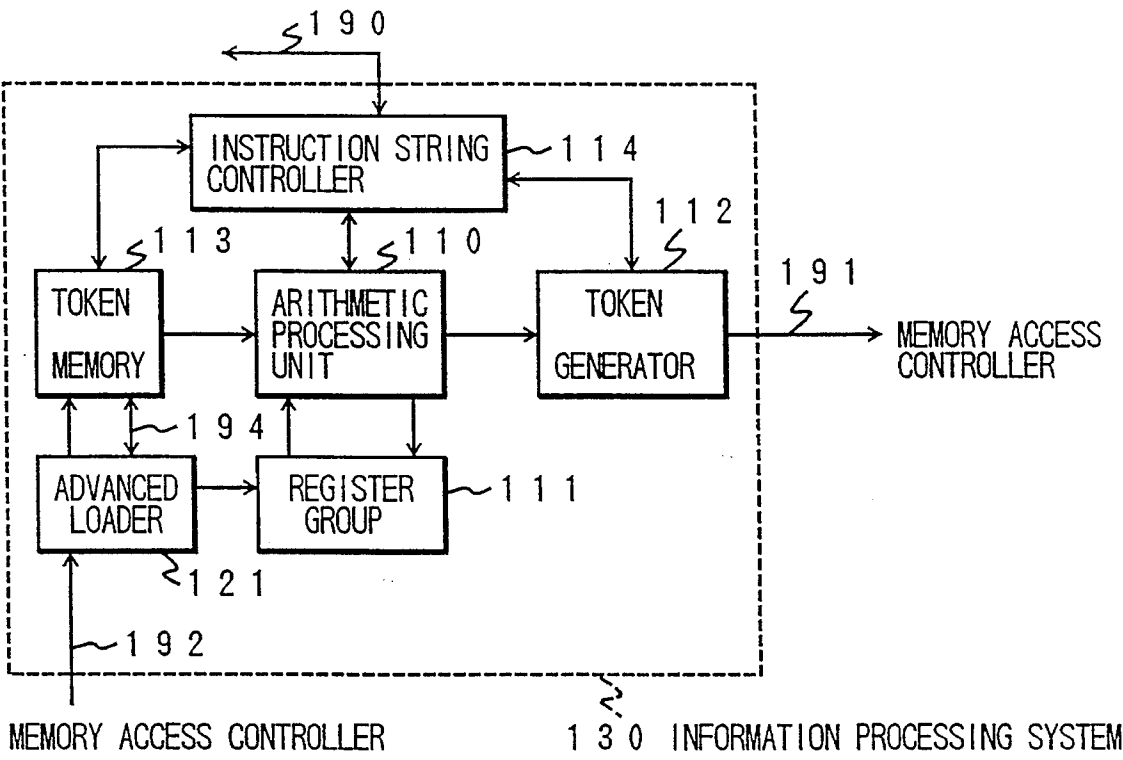 190
INSTRUCTION STRING
CONTROLLER
114
113
110
112
191
TOKEN
MEMORY
ARITHMETIC
PROCESSING
UNIT
TOKEN
GENERATOR
MEMORY ACCESS
CONTROLLER
194
ADVANCED
LOADER
REGISTER
GROUP
111
121
192
MEMORY ACCESS CONTROLLER
130 INFORMATION PROCESSING SYSTEM